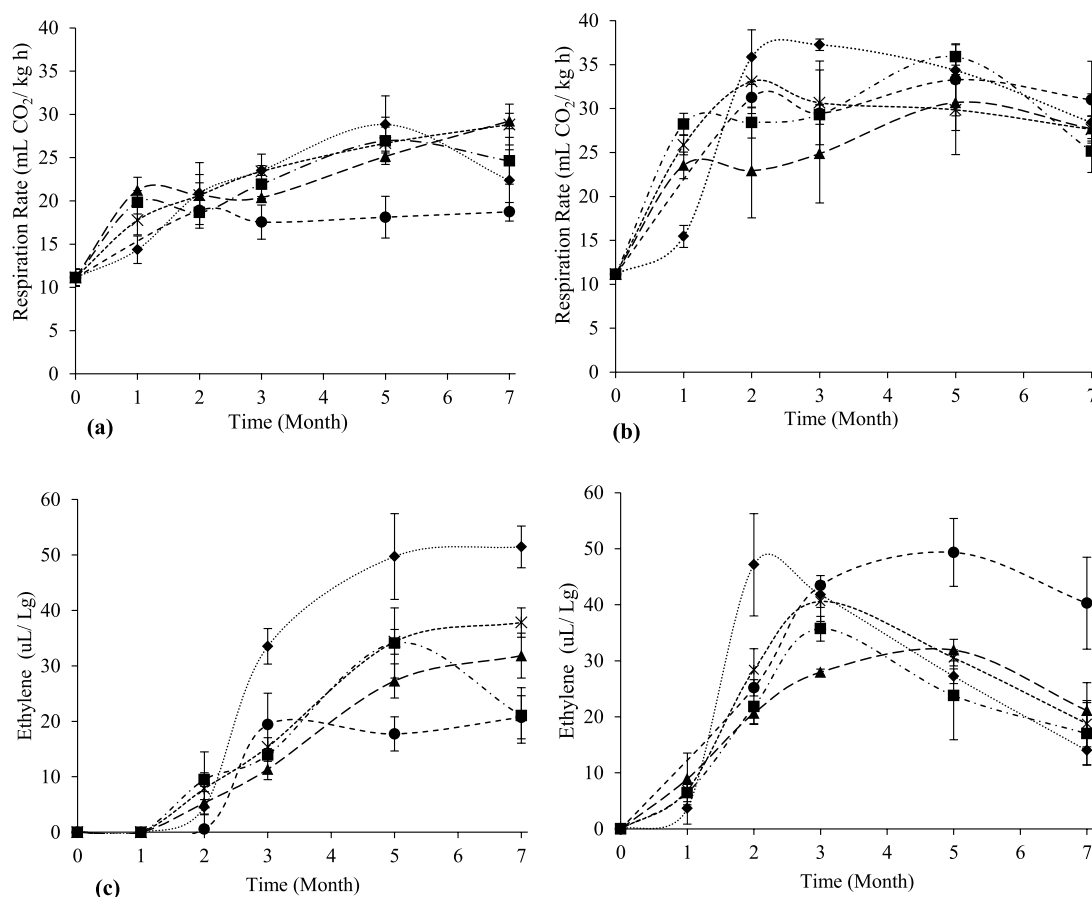 40
35
30
25
20
15
10
5
0
Respiration Rate (mL CO₂/ kg h)
0 1 2 3 4 5 6 7
Time (Month)
(a)
40
35
30
25
20
15
10
5
0
Respiration Rate (mL CO₂/ kg h)
0 1 2 3 4 5 6 7
Time (Month)
(b)
60
50
40
30
20
10
0
Ethylene (uL/ Lg)
0 1 2 3 4 5 6 7
Time (Month)
(c)
60
50
40
30
20
10
0
Ethylene (uL/ Lg)
0 1 2 3 4 5 6 7
Time (Month)